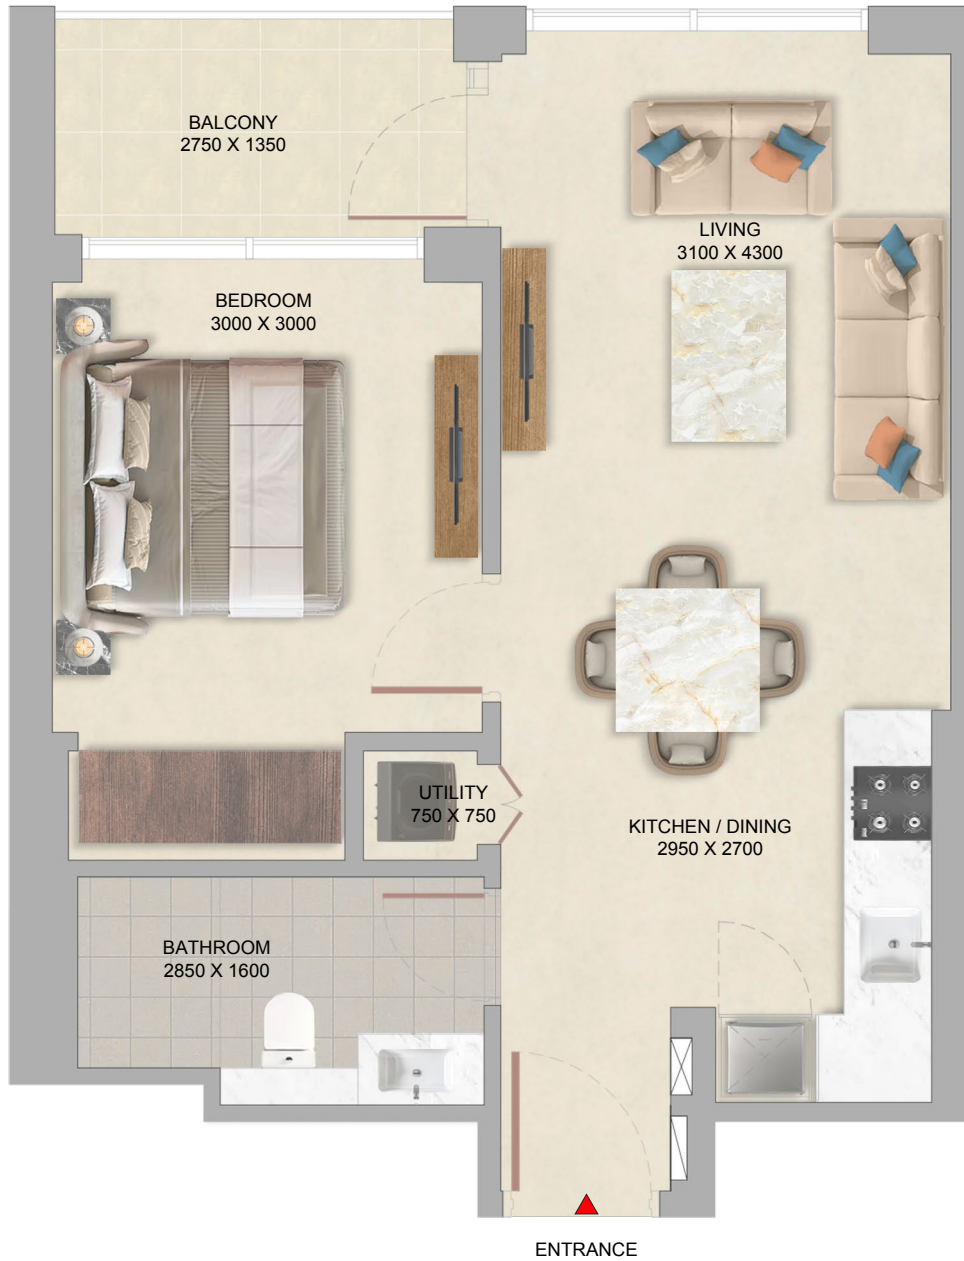 BALCONY
2750 X 1350
LIVING
3100 X 4300
BEDROOM
3000 X 3000
UTILITY
750 X 750
KITCHEN / DINING
2950 X 2700
BATHROOM
2850 X 1600
ENTRANCE